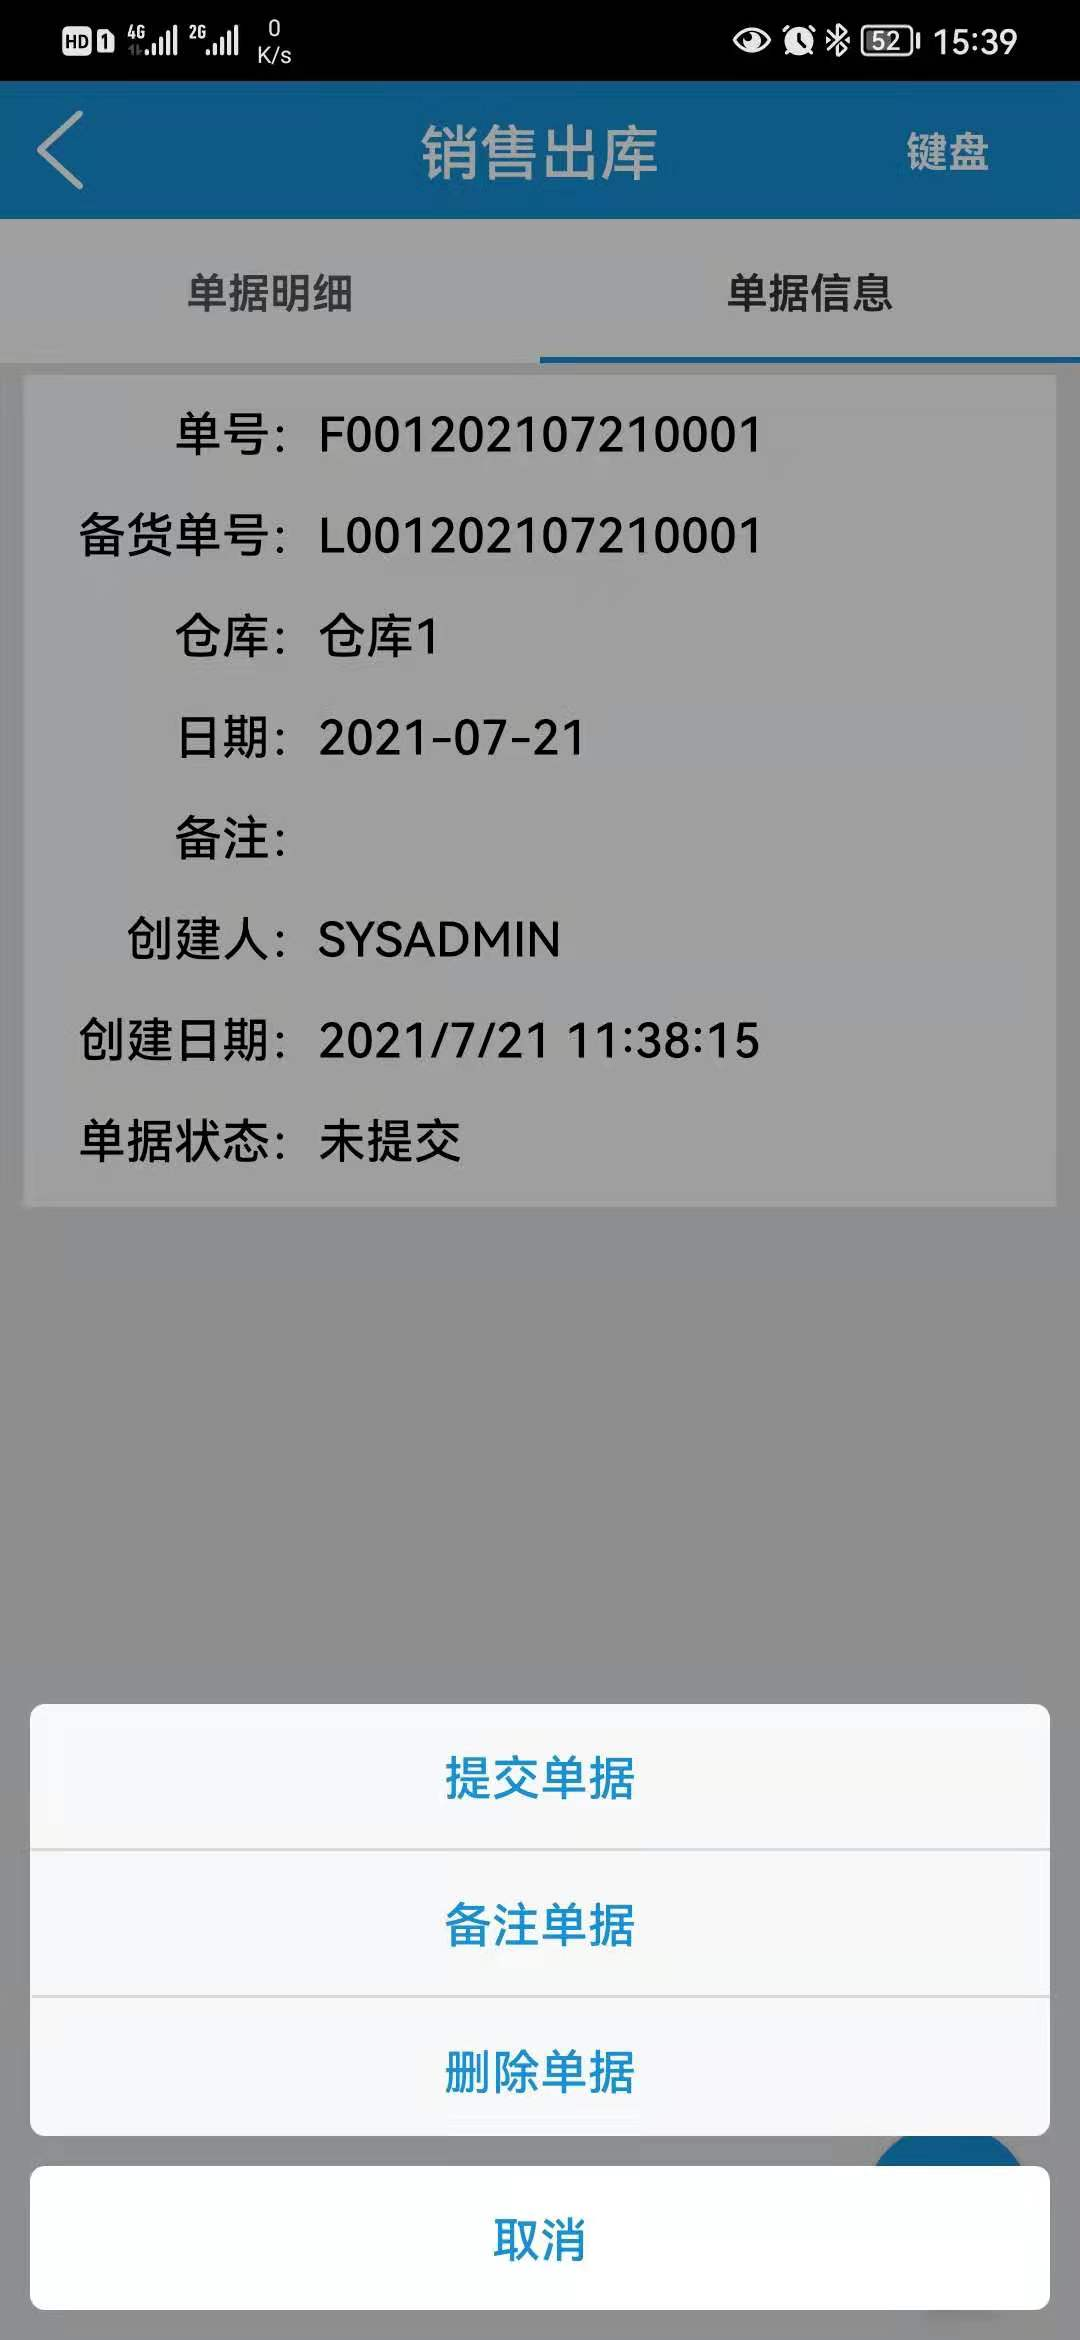 HD 1 4G 2G 0 K/s 52 15:39
销售出库 键盘
单据明细 单据信息
单号: F001202107210001
备货单号: L001202107210001
仓库: 仓库1
日期: 2021-07-21
备注:
创建人: SYSADMIN
创建日期: 2021/7/21 11:38:15
单据状态: 未提交
提交单据
备注单据
删除单据
取消